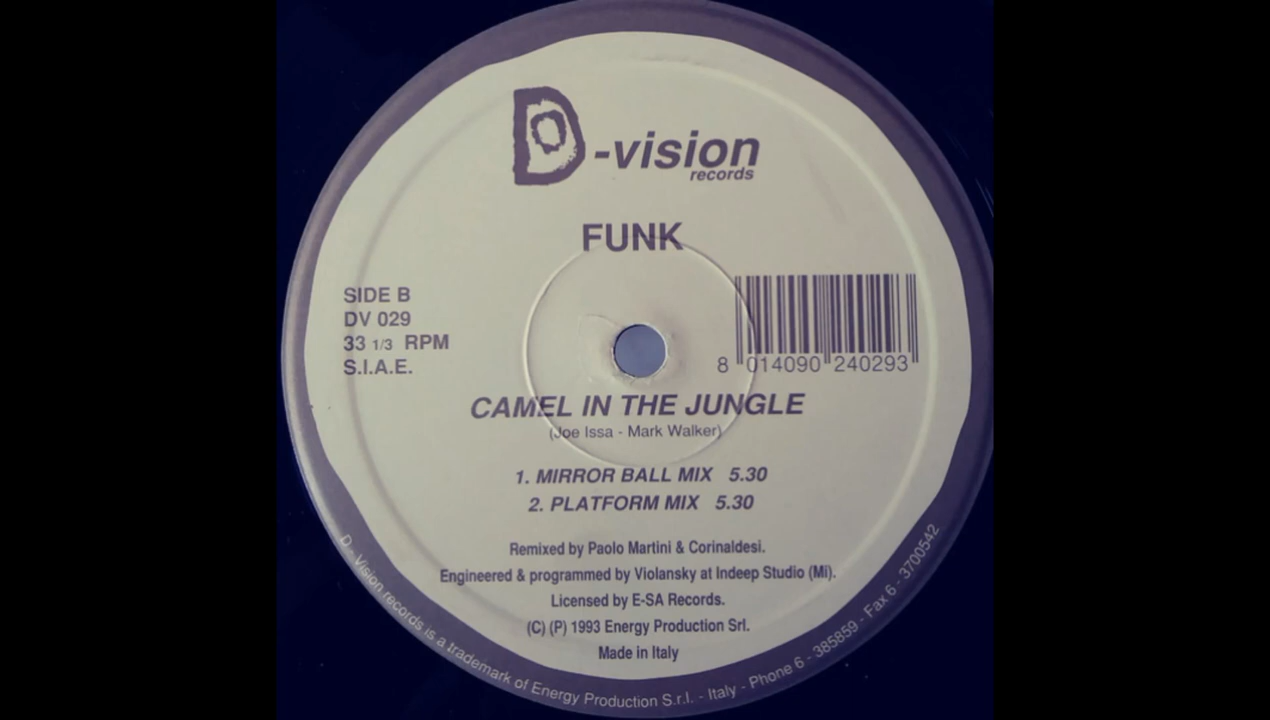 D-vision
records
FUNK
SIDE B
DV 029
33 1/3 RPM
S.I.A.E.
8 014090 240293
CAMEL IN THE JUNGLE
(Joe Issa - Mark Walker)
1. MIRROR BALL MIX 5.30
2. PLATFORM MIX 5.30
Remixed by Paolo Martini & Corinaldesi.
Engineered & programmed by Violansky at Indeep Studio (Mi).
Licensed by E-SA Records.
(C) (P) 1993 Energy Production Srl.
Made in Italy
D - Vision records is a trademark of Energy Production S.r.l. - Italy - Phone 6 - 385859 - Fax 6 - 3700542